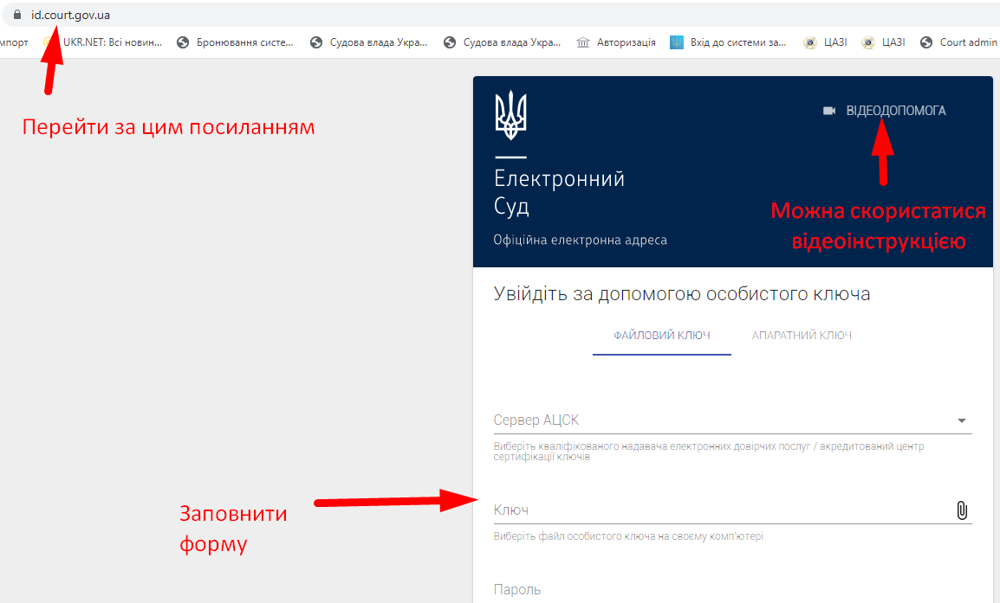 id.court.gov.ua
мпорт UKR.NET: Всі новин... Бронювання систе... Судова влада Укра... Судова влада Укра... Авторизація Вхід до системи за... ЦАЗІ ЦАЗІ Court admin
Перейти за цим посиланням
ВІДЕОДОПОМОГА
Електронний
Суд
Офіційна електронна адреса
Можна скористатися
відеоінструкцією
Увійдіть за допомогою особистого ключа
ФАЙЛОВИЙ КЛЮЧ АПАРАТНИЙ КЛЮЧ
Сервер АЦСК
Виберіть кваліфікованого надавача електронних довірчих послуг / акредитований центр
сертифікації ключів
Заповнити
форму
Ключ
Виберіть файл особистого ключа на своєму комп'ютері
Пароль